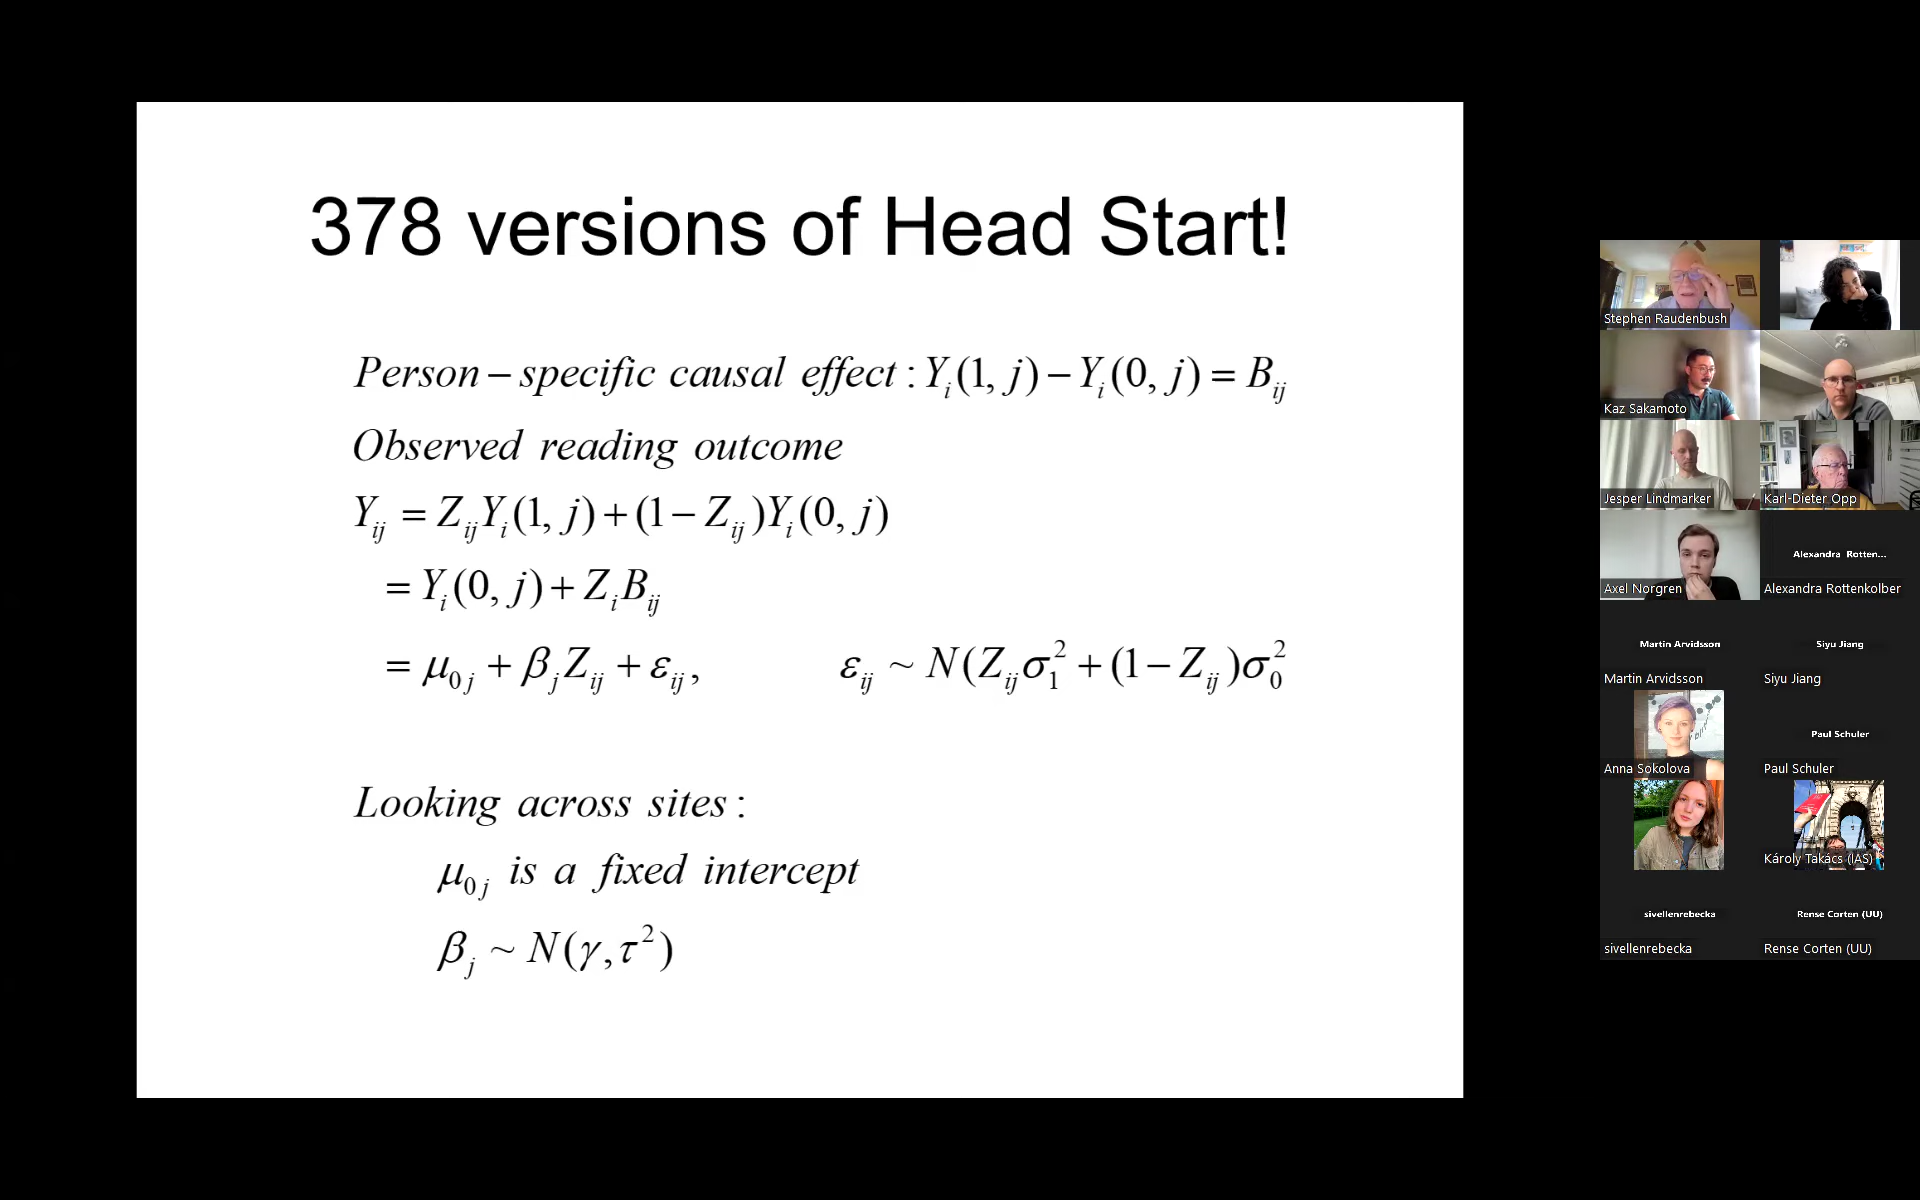 378 versions of Head Start!
Person – specific causal effect : Y_i(1, j) − Y_i(0, j) = B_ij
Observed reading outcome
Y_ij = Z_ij Y_i(1, j) + (1 − Z_ij)Y_i(0, j)
= Y_i(0, j) + Z_i B_ij
= μ_0j + β_j Z_ij + ε_ij, ε_ij ~ N(Z_ij σ_1^2 + (1 − Z_ij)σ_0^2
Looking across sites :
μ_0j is a fixed intercept
β_j ~ N(γ, τ^2)
Stephen Raudenbush
Kaz Sakamoto
Jesper Lindmarker
Karl-Dieter Opp
Axel Norgren
Alexandra Rotten...
Alexandra Rottenkolber
Martin Arvidsson
Martin Arvidsson
Siyu Jiang
Siyu Jiang
Anna Sokolova
Paul Schuler
Paul Schuler
Károly Takács (IAS)
sivellenrebecka
sivellenrebecka
Rense Corten (UU)
Rense Corten (UU)